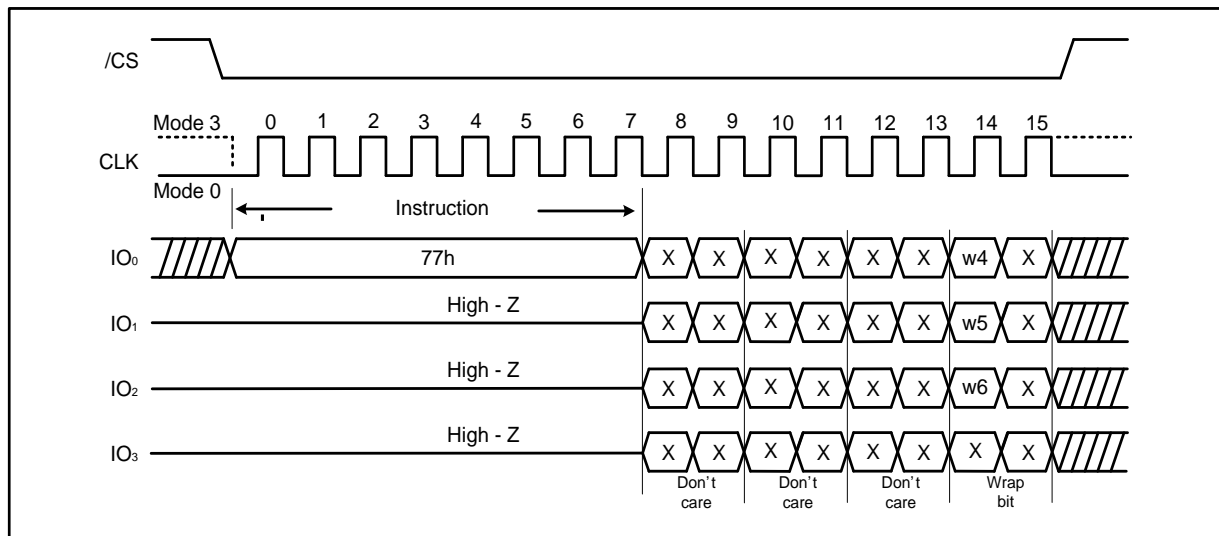 /CS
Mode 3 0 1 2 3 4 5 6 7 8 9 10 11 12 13 14 15
CLK
Mode 0
Instruction
IO₀ 77h X X X X X X w4 X
High - Z
IO₁ X X X X X X w5 X
High - Z
IO₂ X X X X X X w6 X
High - Z
IO₃ X X X X X X X X
Don't Don't Don't Wrap
care care care bit